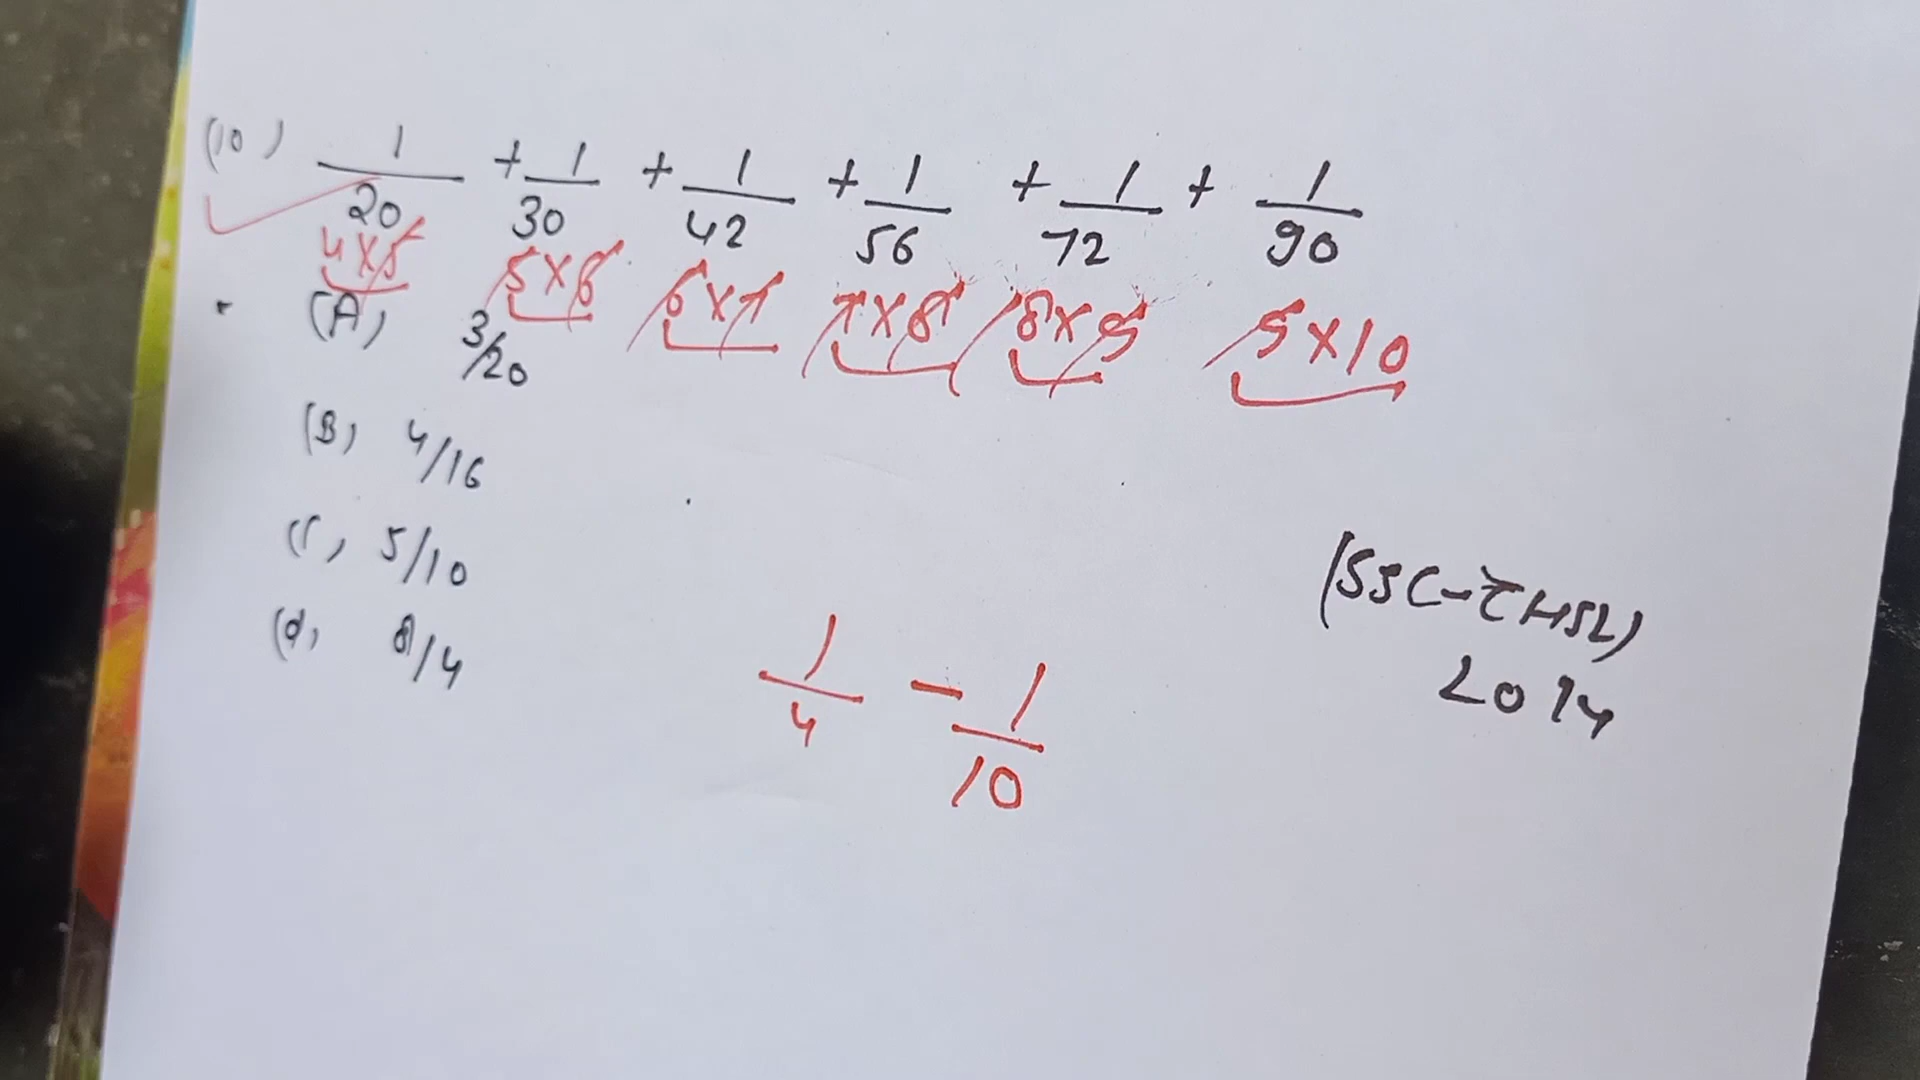 (10) 1/20 + 1/30 + 1/42 + 1/56 + 1/72 + 1/90
4×5 5×6 6×7 7×8 8×9 9×10
(A) 3/20
(B) 4/16
(C) 5/10
(d) 8/4
1/4 - 1/10
(SSC-CHSL)
2014